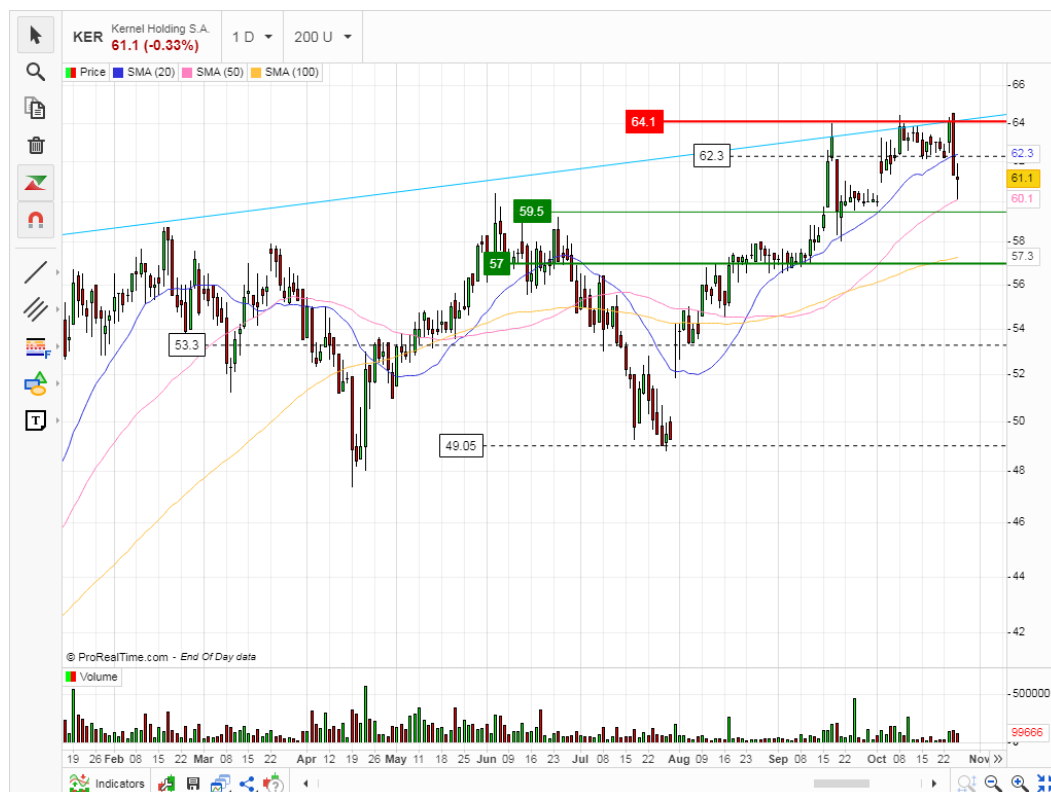 KER Kernel Holding S.A.
61.1 (-0.33%)
1 D
200 U
Price SMA (20) SMA (50) SMA (100)
66
64
62.3
61.1
60.1
58
57.3
56
54
52
50
48
46
44
42
64.1
62.3
59.5
57
53.3
49.05
F
T
© ProRealTime.com - End Of Day data
Volume
500000
99666
0
19 26 Feb 08 15 22 Mar 08 15 22 Apr 12 19 26 May 11 18 25 Jun 09 16 23 Jul 08 15 22 Aug 09 16 23 Sep 08 15 22 Oct 08 15 22 Nov »
Indicators